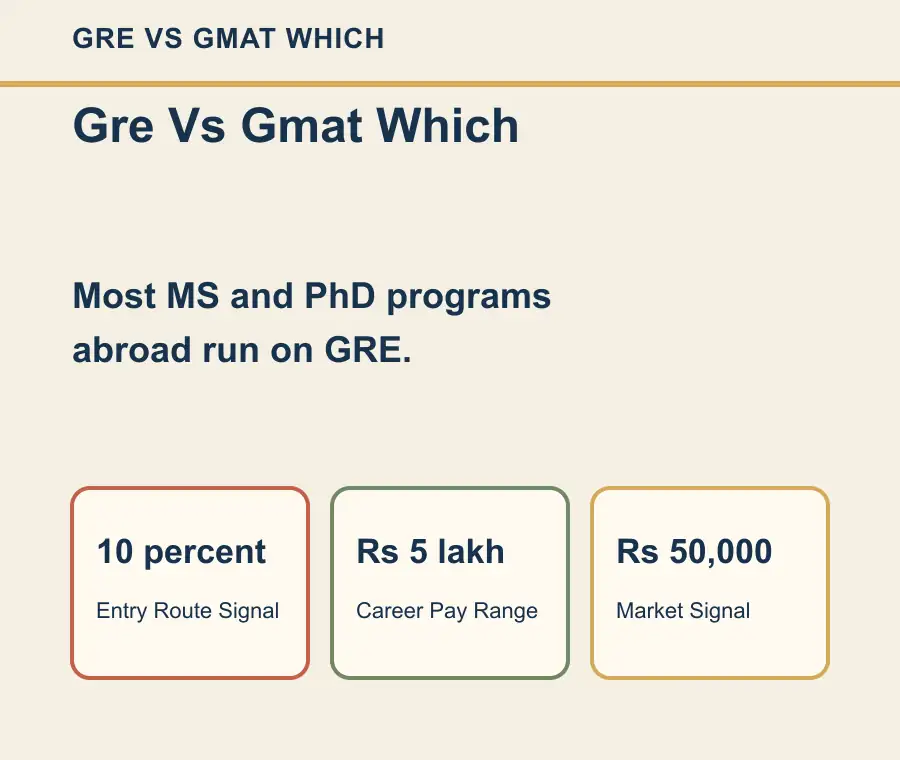 GRE VS GMAT WHICH
Gre Vs Gmat Which
Most MS and PhD programs
abroad run on GRE.
10 percent
Entry Route Signal
Rs 5 lakh
Career Pay Range
Rs 50,000
Market Signal